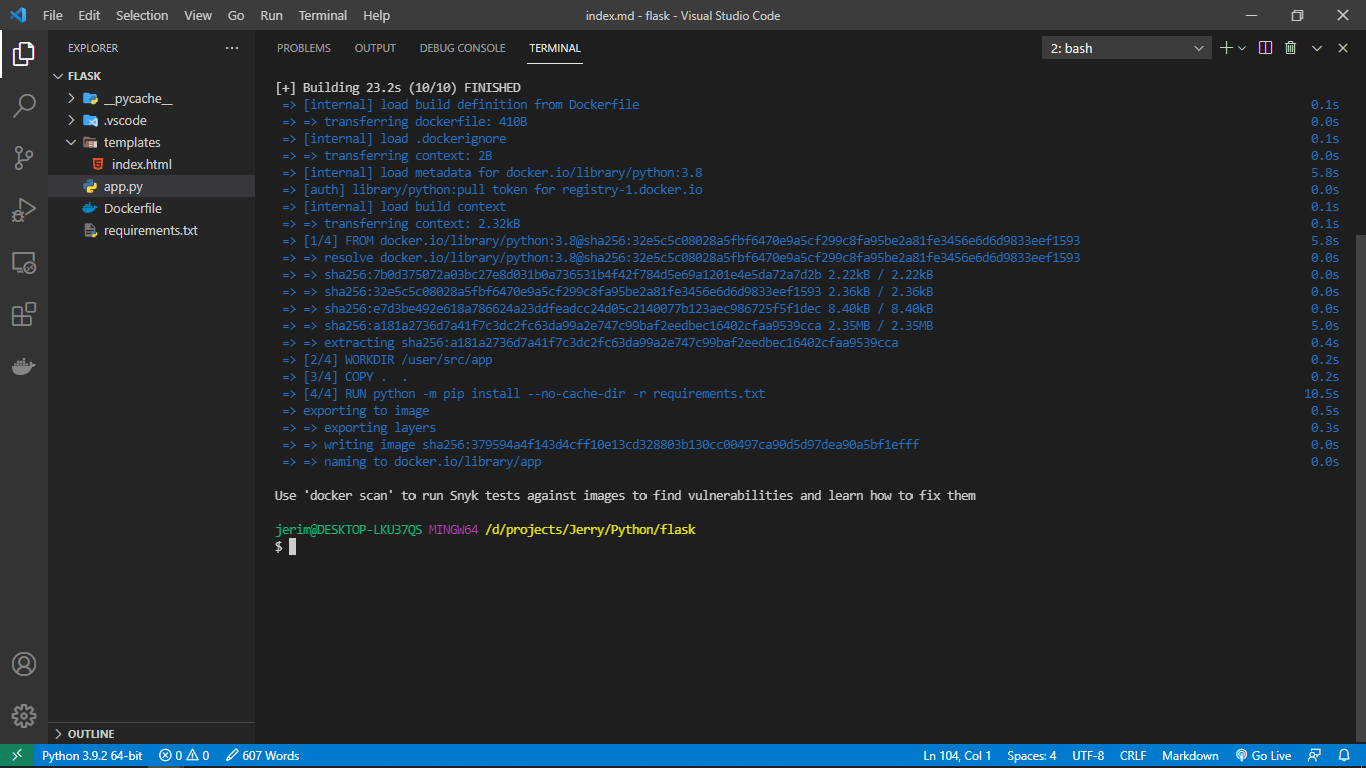 File Edit Selection View Go Run Terminal Help index.md - flask - Visual Studio Code
EXPLORER
FLASK
__pycache__
.vscode
templates
index.html
app.py
Dockerfile
requirements.txt
OUTLINE
PROBLEMS OUTPUT DEBUG CONSOLE TERMINAL 2: bash
[+] Building 23.2s (10/10) FINISHED
=> [internal] load build definition from Dockerfile 0.1s
=> => transferring dockerfile: 410B 0.0s
=> [internal] load .dockerignore 0.1s
=> => transferring context: 2B 0.0s
=> [internal] load metadata for docker.io/library/python:3.8 5.8s
=> [auth] library/python:pull token for registry-1.docker.io 0.0s
=> [internal] load build context 0.1s
=> => transferring context: 2.32kB 0.1s
=> [1/4] FROM docker.io/library/python:3.8@sha256:32e5c5c08028a5fbf6470e9a5cf299c8fa95be2a81fe3456e6d6d9833eef1593 5.8s
=> => resolve docker.io/library/python:3.8@sha256:32e5c5c08028a5fbf6470e9a5cf299c8fa95be2a81fe3456e6d6d9833eef1593 0.0s
=> => sha256:7b0d375072a03bc27e8d031b0a736531b4f42f784d5e69a1201e4e5da72a7d2b 2.22kB / 2.22kB 0.0s
=> => sha256:32e5c5c08028a5fbf6470e9a5cf299c8fa95be2a81fe3456e6d6d9833eef1593 2.36kB / 2.36kB 0.0s
=> => sha256:e7d3be492e618a786624a23ddfeadcc24d05c2140077b123aec986725f5f1dec 8.40kB / 8.40kB 0.0s
=> => sha256:a181a2736d7a41f7c3dc2fc63da99a2e747c99baf2eedbec16402cfaa9539cca 2.35MB / 2.35MB 5.0s
=> => extracting sha256:a181a2736d7a41f7c3dc2fc63da99a2e747c99baf2eedbec16402cfaa9539cca 0.4s
=> [2/4] WORKDIR /user/src/app 0.2s
=> [3/4] COPY . . 0.2s
=> [4/4] RUN python -m pip install --no-cache-dir -r requirements.txt 10.5s
=> exporting to image 0.5s
=> => exporting layers 0.3s
=> => writing image sha256:379594a4f143d4cff10e13cd328803b130cc00497ca90d5d97dea90a5bf1efff 0.0s
=> => naming to docker.io/library/app 0.0s
Use 'docker scan' to run Snyk tests against images to find vulnerabilities and learn how to fix them
jerim@DESKTOP-LKU37QS MINGW64 /d/projects/Jerry/Python/flask
$
Python 3.9.2 64-bit 0 0 607 Words Ln 104, Col 1 Spaces: 4 UTF-8 CRLF Markdown Go Live